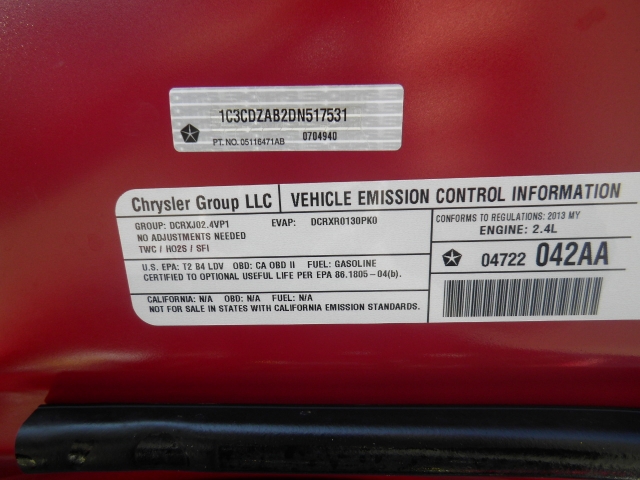 1C3CDZAB2DN517531
PT. NO. 05116471AB 0704940
Chrysler Group LLC VEHICLE EMISSION CONTROL INFORMATION
GROUP: DCRXJ02.4VP1 EVAP: DCRXR0130PK0
NO ADJUSTMENTS NEEDED
TWC / HO2S / SFI
CONFORMS TO REGULATIONS: 2013 MY
ENGINE: 2.4L
U.S. EPA: T2 B4 LDV OBD: CA OBD II FUEL: GASOLINE
CERTIFIED TO OPTIONAL USEFUL LIFE PER EPA 86.1805-04(b).
04722 042AA
CALIFORNIA: N/A OBD: N/A FUEL: N/A
NOT FOR SALE IN STATES WITH CALIFORNIA EMISSION STANDARDS.